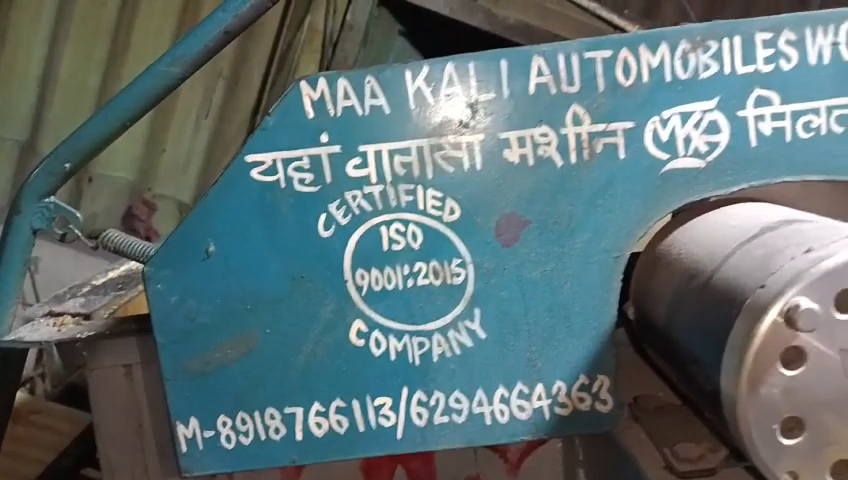 MAA KALI AUTOMOBILES WO
यहां वातासा मशीन MKA मिलत
CERTIFIED
ISO
9001:2015
COMPANY
M-8918766113/6294664363